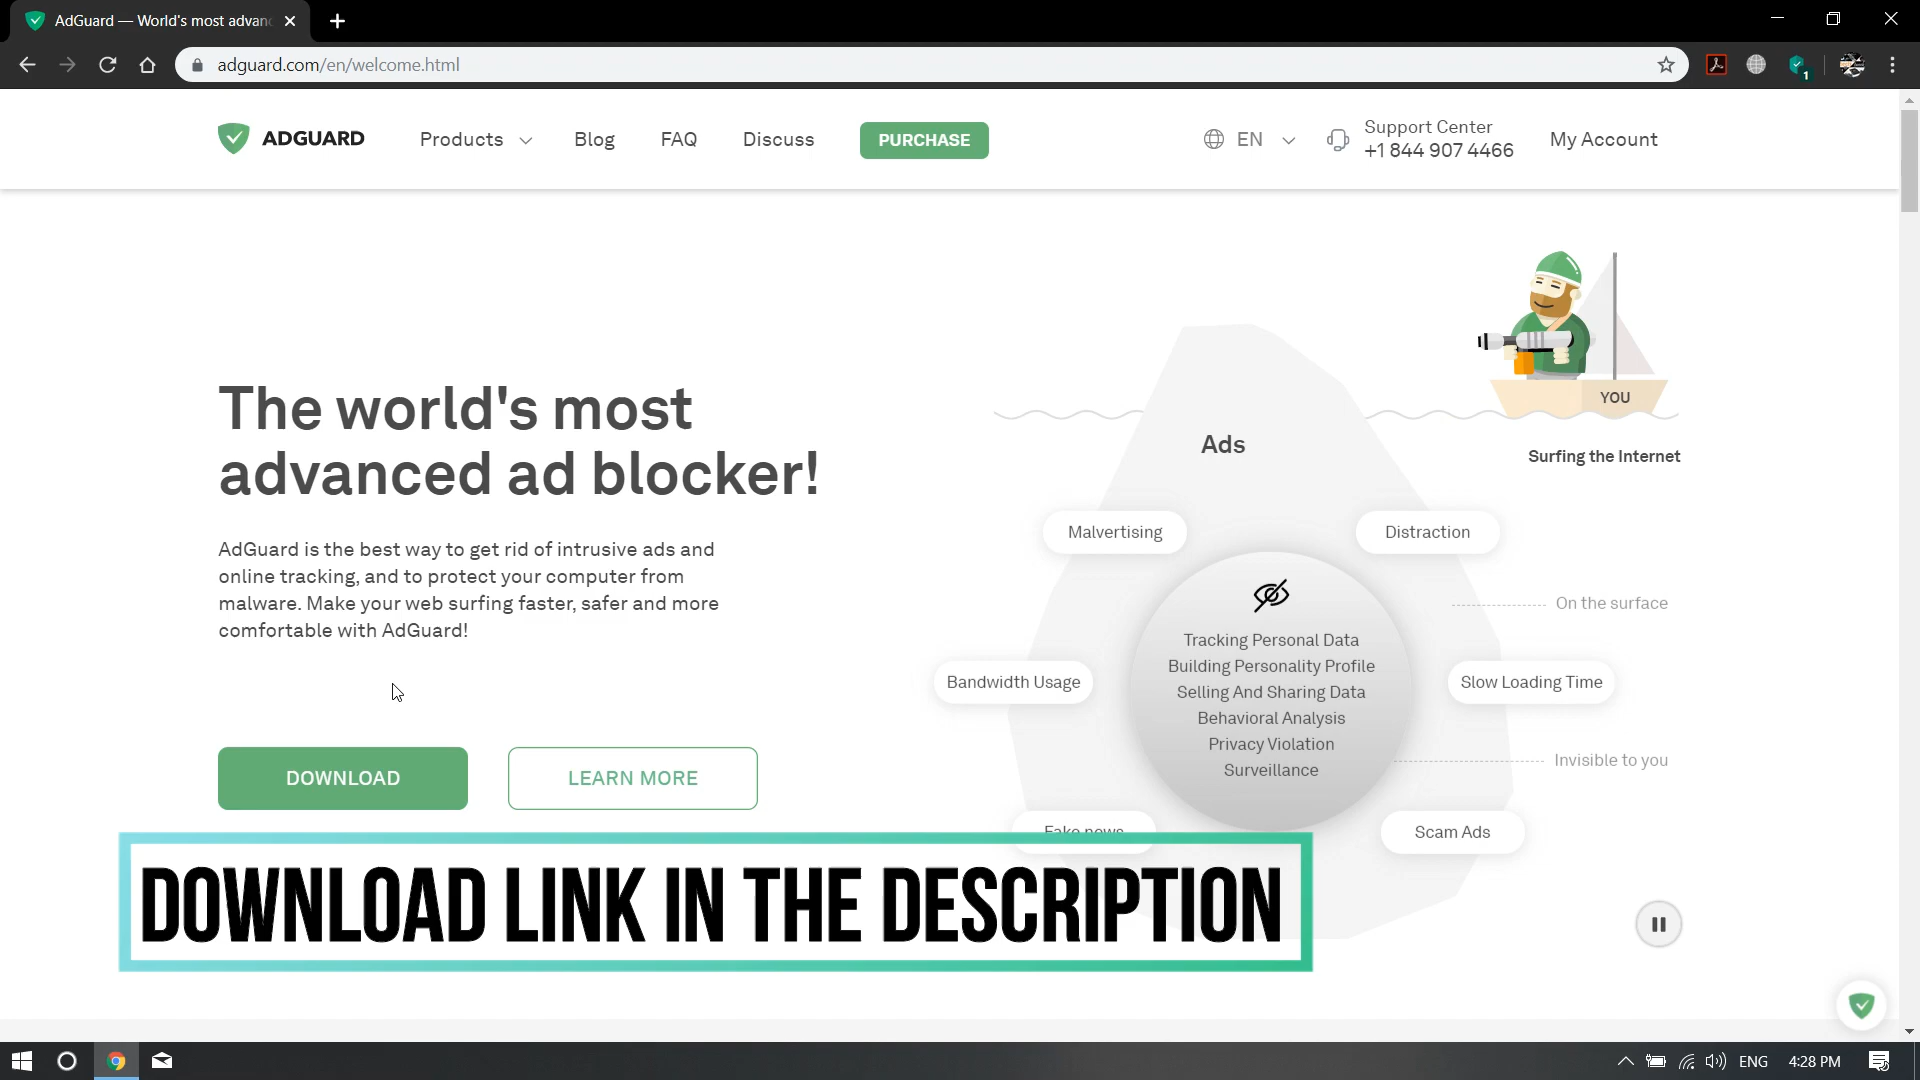 AdGuard — World's most advan
adguard.com/en/welcome.html
1
ADGUARD
Products
Blog
FAQ
Discuss
PURCHASE
EN
Support Center
+1 844 907 4466
My Account
The world's most
advanced ad blocker!
AdGuard is the best way to get rid of intrusive ads and
online tracking, and to protect your computer from
malware. Make your web surfing faster, safer and more
comfortable with AdGuard!
DOWNLOAD
LEARN MORE
YOU
Surfing the Internet
Ads
Malvertising
Distraction
On the surface
Tracking Personal Data
Building Personality Profile
Selling And Sharing Data
Behavioral Analysis
Privacy Violation
Surveillance
Bandwidth Usage
Slow Loading Time
Invisible to you
Fake news
Scam Ads
DOWNLOAD LINK IN THE DESCRIPTION
ENG
4:28 PM